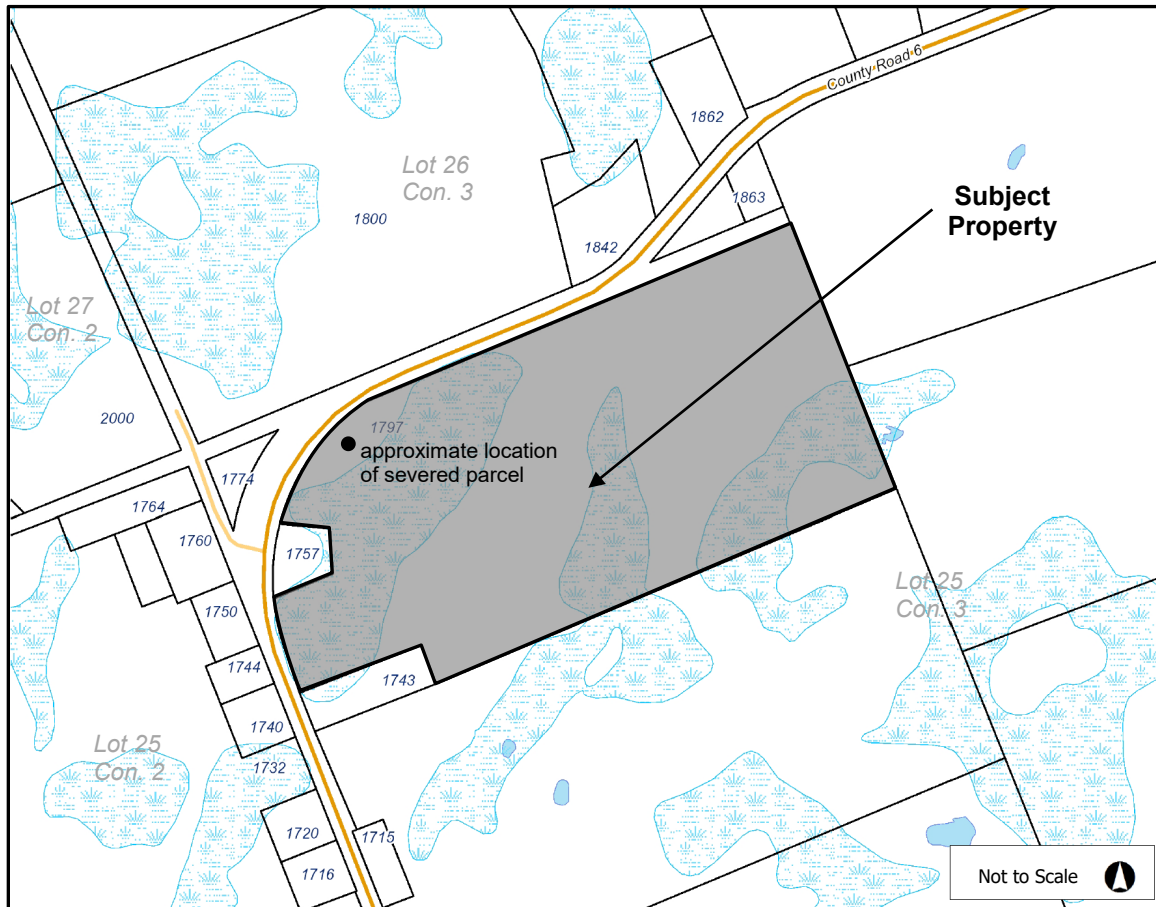 County Road 6
1862
Lot 26
Con. 3
1863
Subject
Property
1800
1842
Lot 27
Con. 2
2000
1797
approximate location
of severed parcel
1774
1764
1760
1757
Lot 25
Con. 3
1750
1744
1743
1740
Lot 25
Con. 2
1732
1720
1715
1716
Not to Scale